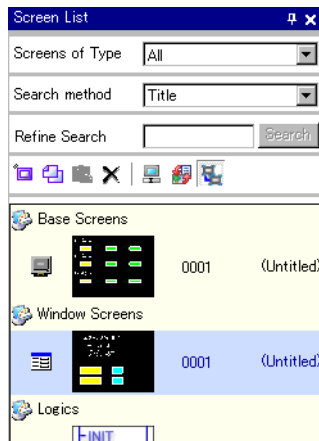 Screen List
Screens of Type All
Search method Title
Refine Search Search
Base Screens
0001 (Untitled)
Window Screens
0001 (Untitled)
Logics
INIT